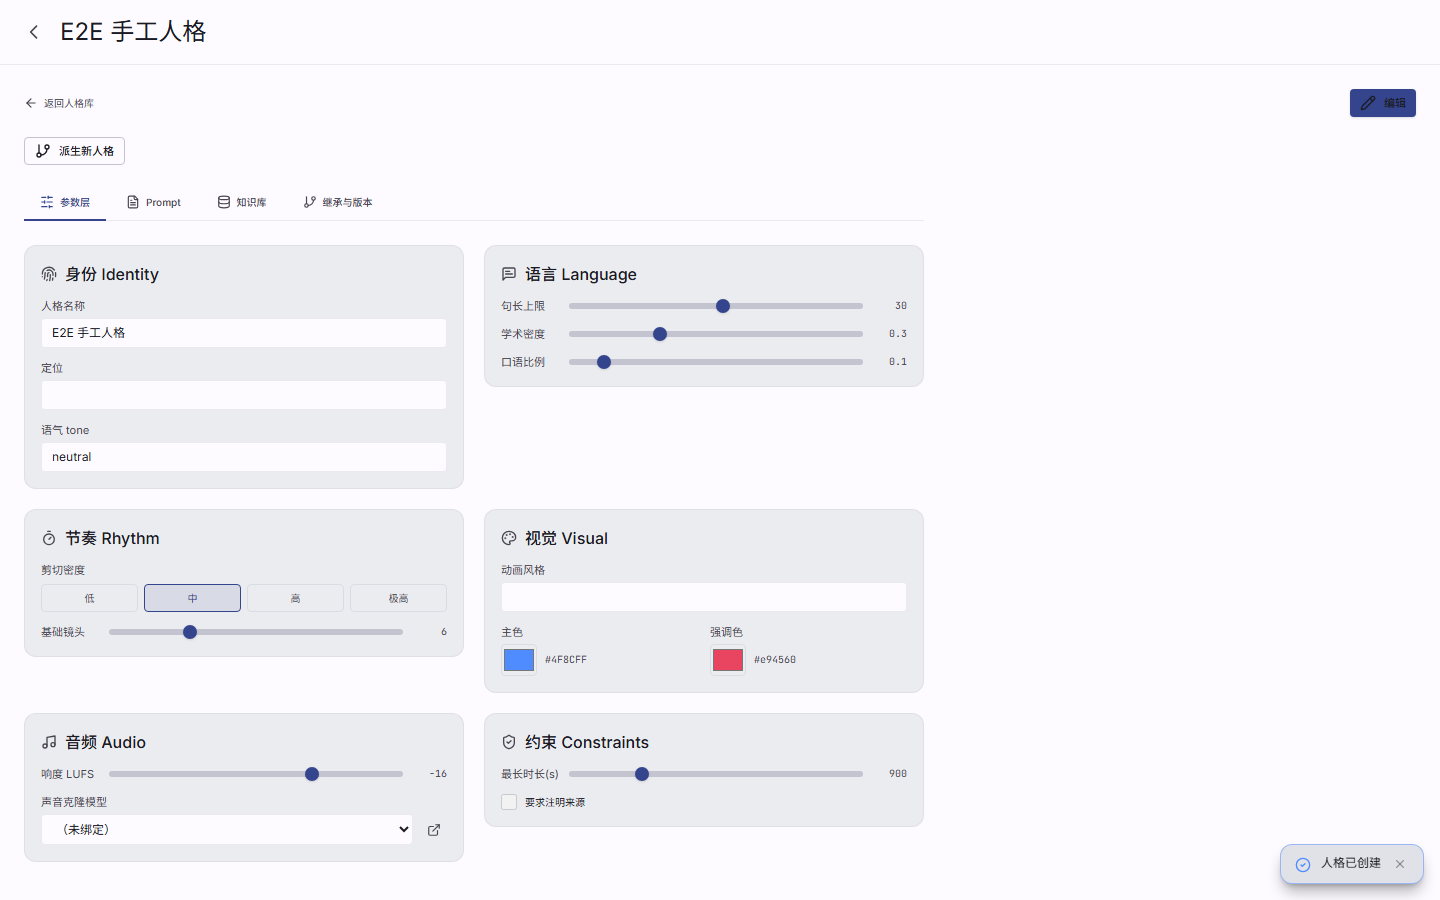 E2E 手工人格
返回人格库
编辑
派生新人格
参数层
Prompt
知识库
继承与版本
身份 Identity
人格名称
E2E 手工人格
定位
语气 tone
neutral
语言 Language
句长上限 30
学术密度 0.3
口语比例 0.1
节奏 Rhythm
剪切密度
低 中 高 极高
基础镜头 6
视觉 Visual
动画风格
主色 强调色
#4F8CFF #e94560
音频 Audio
响度 LUFS -16
声音克隆模型
（未绑定）
约束 Constraints
最长时长(s) 900
要求注明来源
人格已创建